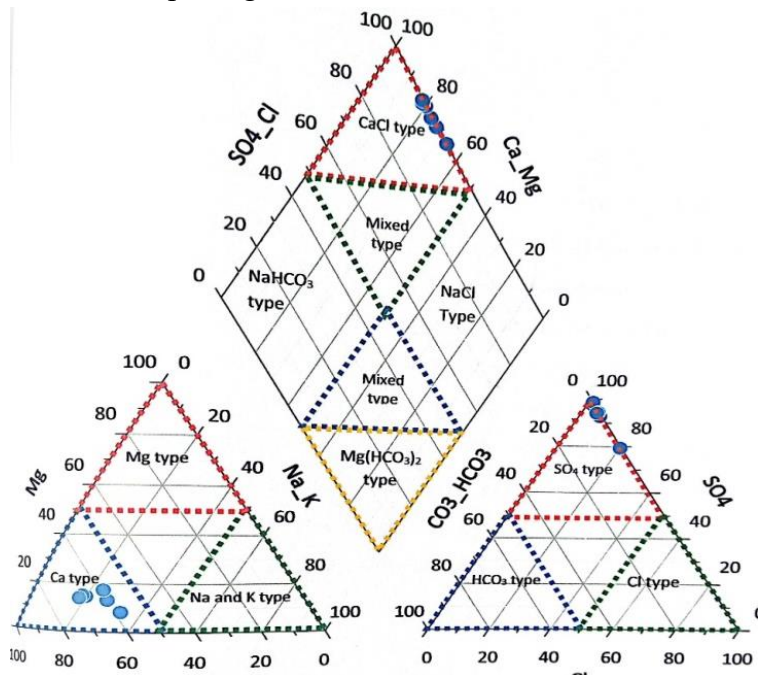 100 100
80 80
CaCl type
SO4_Cl
Ca_Mg
60 60
40 40
Mixed
type
20 20
NaHCO₃
type
NaCl
Type
0 0
Mixed
type
Mg(HCO₃)₂
type
Na_K
CO3_HCO3
100 0
80 20
Mg type
Mg
60 40
40 60
20 80
Ca type
Na and K type
100
100 80 60 40 20 0
0 100
20 80
SO₄ type
SO4
40 60
60 40
80 20
HCO₃ type
Cl type
100 0
0 20 40 60 80 100